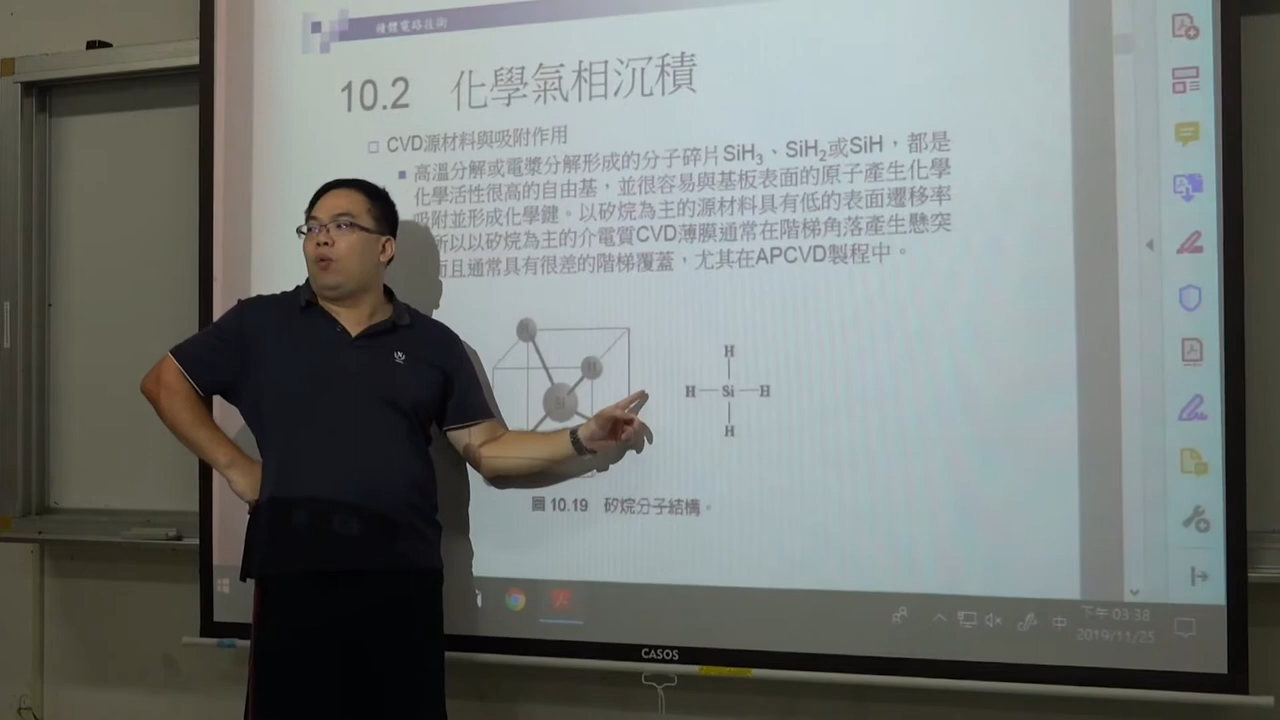 積體電路技術
10.2 化學氣相沉積
CVD源材料與吸附作用
高溫分解或電漿分解形成的分子碎片SiH3、SiH2或SiH，都是
化學活性很高的自由基，並很容易與基板表面的原子產生化學
吸附並形成化學鍵。以矽烷為主的源材料具有低的表面遷移率
所以以矽烷為主的介電質CVD薄膜通常在階梯角落產生懸突
而且通常具有很差的階梯覆蓋，尤其在APCVD製程中。
H
H Si H
H
圖 10.19 矽烷分子結構。
中
下午 03:38
2019/11/25
CASOS